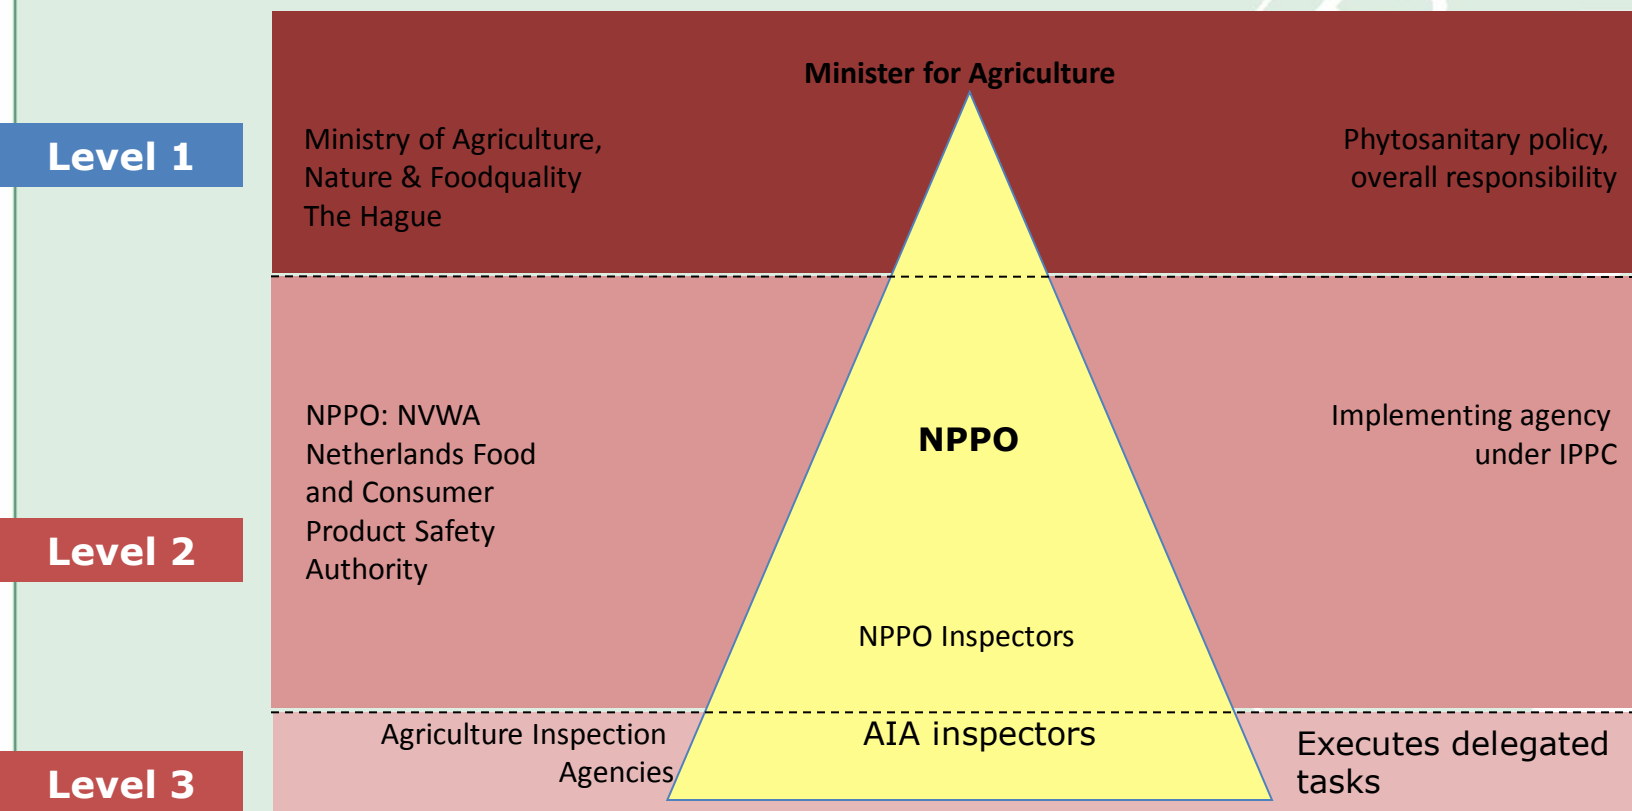 Minister for Agriculture
Level 1
Ministry of Agriculture,
Nature & Foodquality
The Hague
Phytosanitary policy,
overall responsibility
Level 2
NPPO: NVWA
Netherlands Food
and Consumer
Product Safety
Authority
NPPO
NPPO Inspectors
Implementing agency
under IPPC
Level 3
Agriculture Inspection
Agencies
AIA inspectors
Executes delegated
tasks